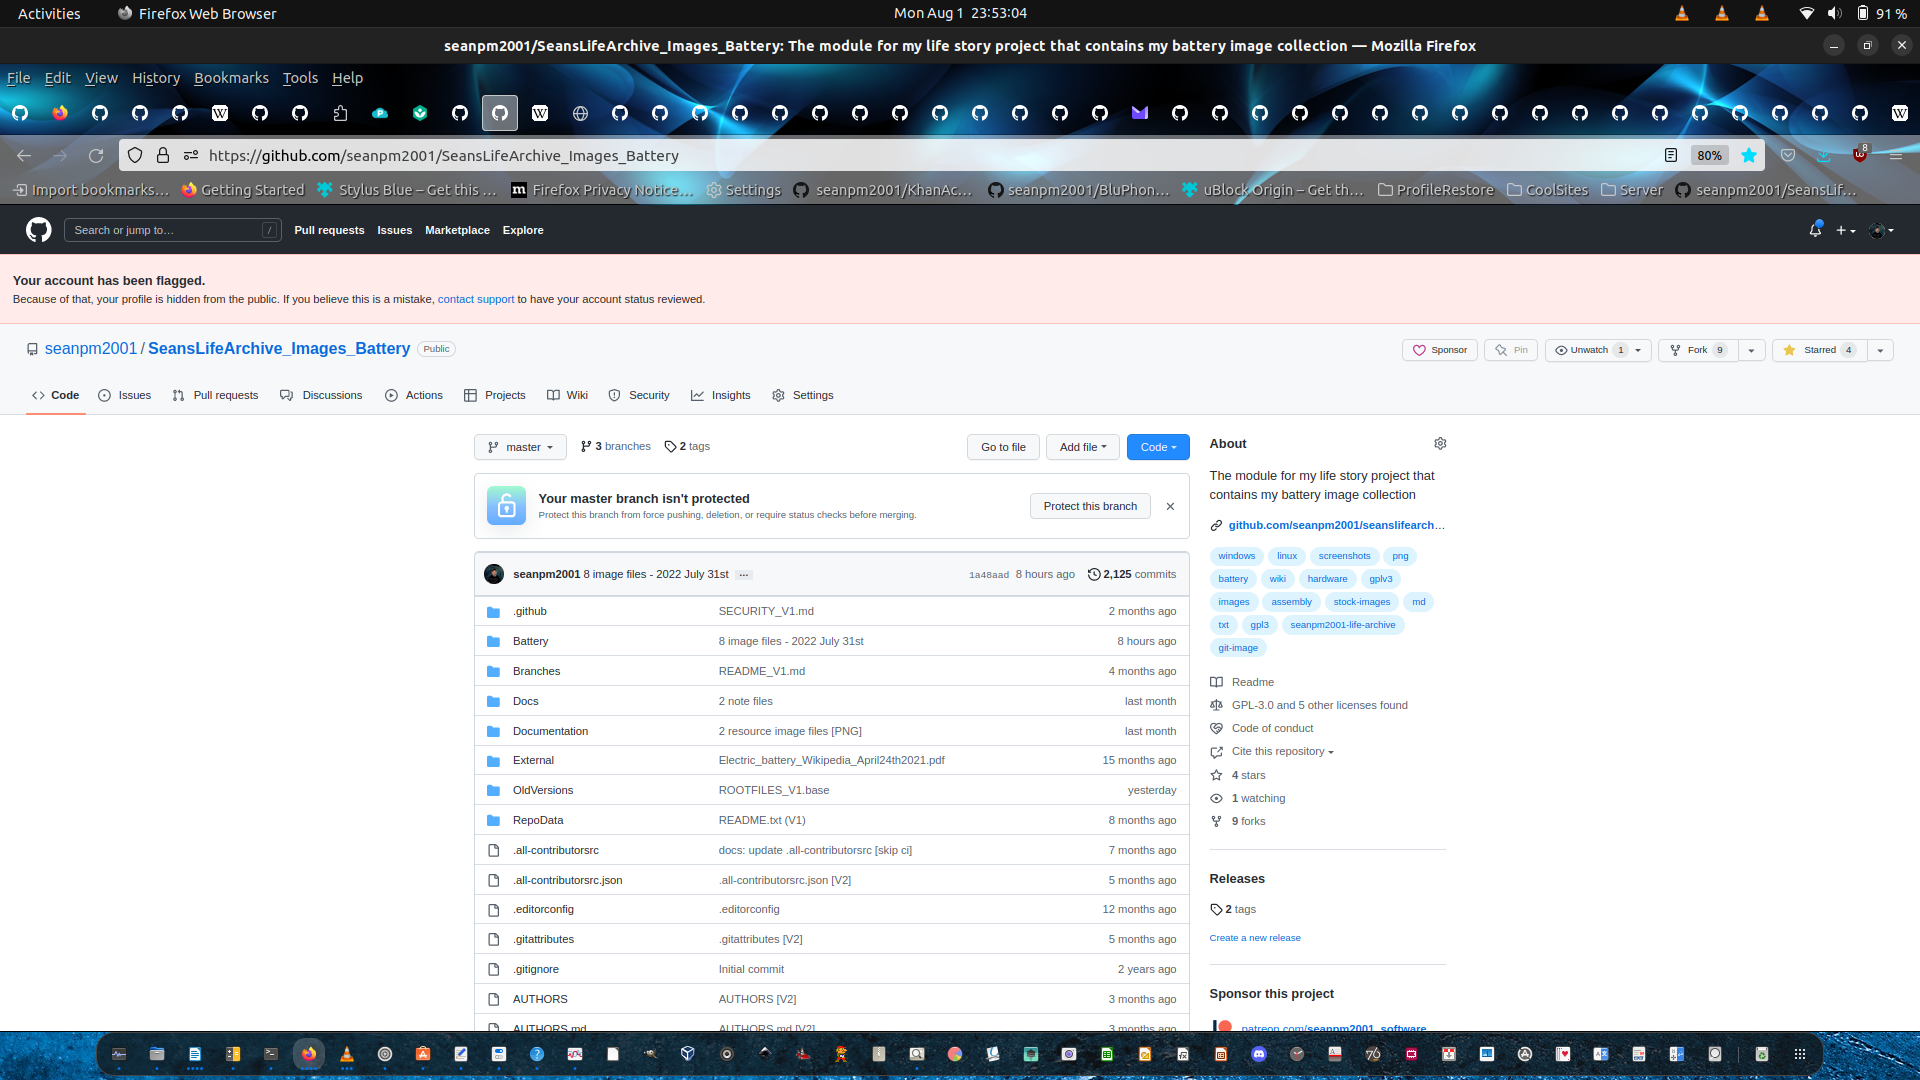 Activities Firefox Web Browser Mon Aug 1 23:53:04 91 %
seanpm2001/SeansLifeArchive_Images_Battery: The module for my life story project that contains my battery image collection — Mozilla Firefox
File Edit View History Bookmarks Tools Help
https://github.com/seanpm2001/SeansLifeArchive_Images_Battery 80% 8
Import bookmarks… Getting Started Stylus Blue – Get this … Firefox Privacy Notice… Settings seanpm2001/KhanAc… seanpm2001/BluPhon… uBlock Origin – Get th… ProfileRestore CoolSites Server seanpm2001/SeansLif…
Search or jump to… / Pull requests Issues Marketplace Explore
Your account has been flagged.
Because of that, your profile is hidden from the public. If you believe this is a mistake, contact support to have your account status reviewed.
seanpm2001 / SeansLifeArchive_Images_Battery Public Sponsor Pin Unwatch 1 Fork 9 Starred 4
Code Issues Pull requests Discussions Actions Projects Wiki Security Insights Settings
master 3 branches 2 tags Go to file Add file Code
Your master branch isn't protected
Protect this branch from force pushing, deletion, or require status checks before merging.
Protect this branch
seanpm2001 8 image files - 2022 July 31st … 1a48aad 8 hours ago 2,125 commits
.github SECURITY_V1.md 2 months ago
Battery 8 image files - 2022 July 31st 8 hours ago
Branches README_V1.md 4 months ago
Docs 2 note files last month
Documentation 2 resource image files [PNG] last month
External Electric_battery_Wikipedia_April24th2021.pdf 15 months ago
OldVersions ROOTFILES_V1.base yesterday
RepoData README.txt (V1) 8 months ago
.all-contributorsrc docs: update .all-contributorsrc [skip ci] 7 months ago
.all-contributorsrc.json .all-contributorsrc.json [V2] 5 months ago
.editorconfig .editorconfig 12 months ago
.gitattributes .gitattributes [V2] 5 months ago
.gitignore Initial commit 2 years ago
AUTHORS AUTHORS [V2] 3 months ago
AUTHORS.md AUTHORS.md [V2] 3 months ago
About
The module for my life story project that
contains my battery image collection
github.com/seanpm2001/seanslifearch…
windows linux screenshots png
battery wiki hardware gplv3
images assembly stock-images md
txt gpl3 seanpm2001-life-archive
git-image
Readme
GPL-3.0 and 5 other licenses found
Code of conduct
Cite this repository
4 stars
1 watching
9 forks
Releases
2 tags
Create a new release
Sponsor this project
patreon.com/seanpm2001_software